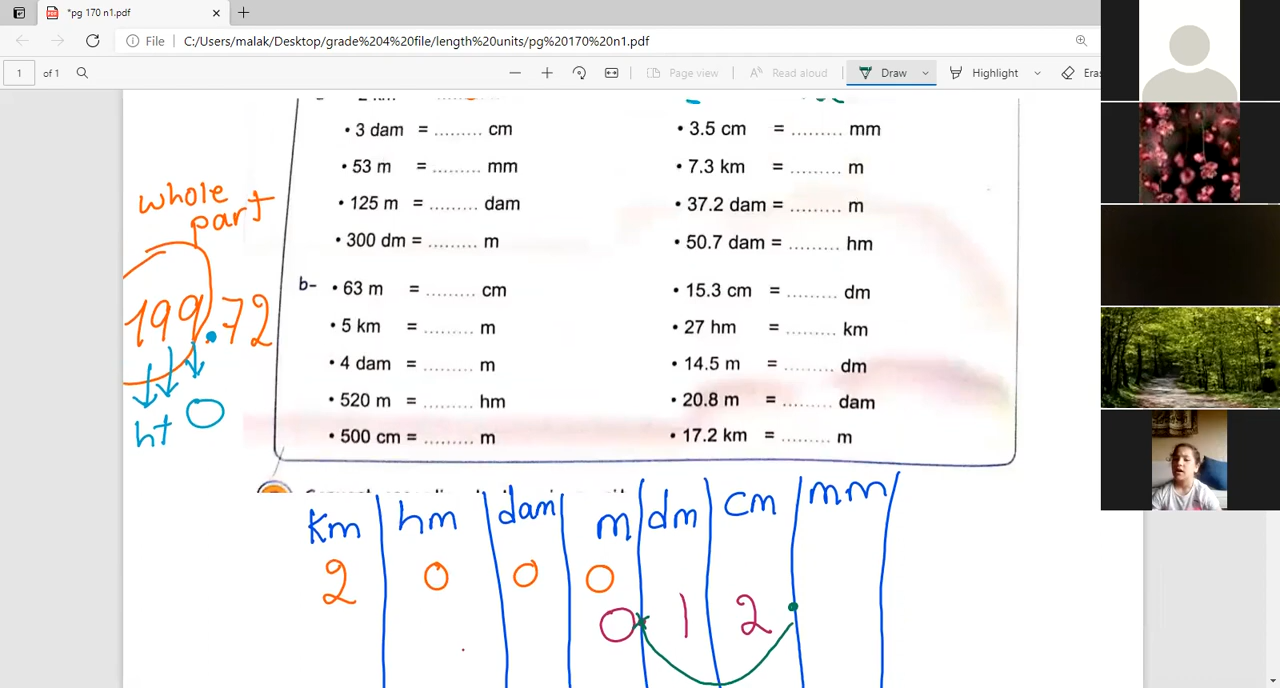 *pg 170 n1.pdf
File C:/Users/malak/Desktop/grade%204%20file/length%20units/pg%20170%20n1.pdf
1 of 1 Page view Read aloud Draw Highlight Eras
• 3 dam = ........ cm
• 3.5 cm = ......... mm
• 53 m = ......... mm
• 7.3 km = ......... m
• 125 m = ......... dam
• 37.2 dam = ......... m
• 300 dm = ......... m
• 50.7 dam = ......... hm
b- • 63 m = ......... cm
• 15.3 cm = ......... dm
• 5 km = ......... m
• 27 hm = ......... km
• 4 dam = ......... m
• 14.5 m = ......... dm
• 520 m = ......... hm
• 20.8 m = ......... dam
• 500 cm = ......... m
• 17.2 km = ......... m
whole
part
199.72
h t O
Km hm dam m dm cm mm
2 0 0 0
0 1 2